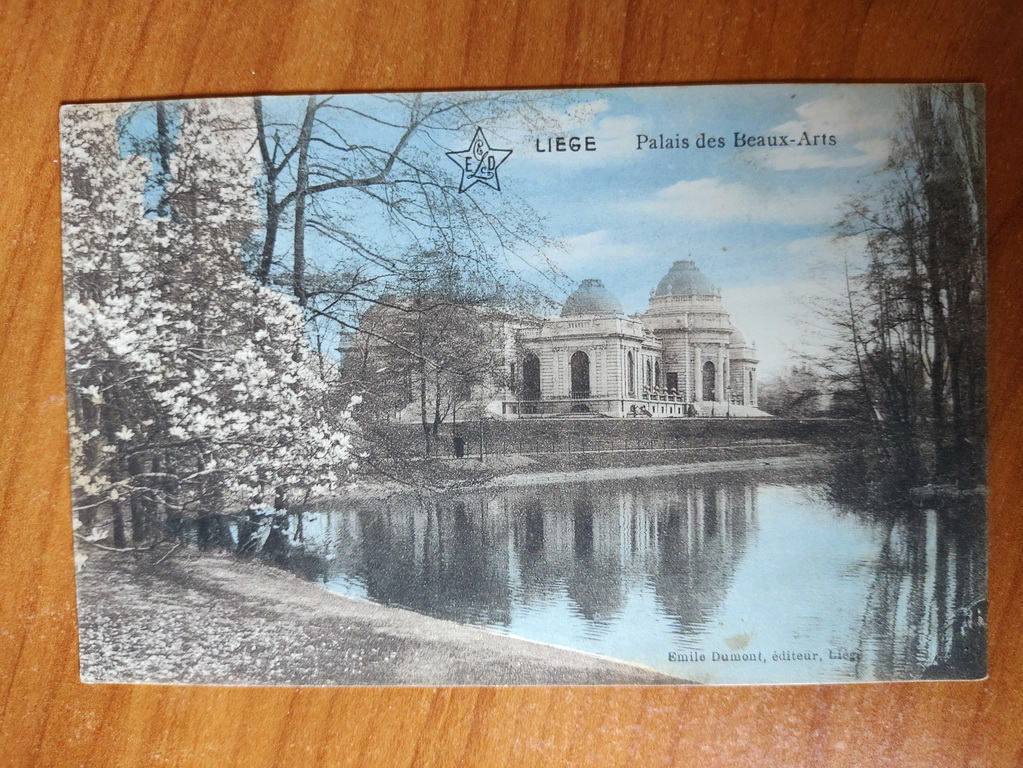 E&D
LIEGE Palais des Beaux-Arts
Emile Dumont, éditeur, Liége